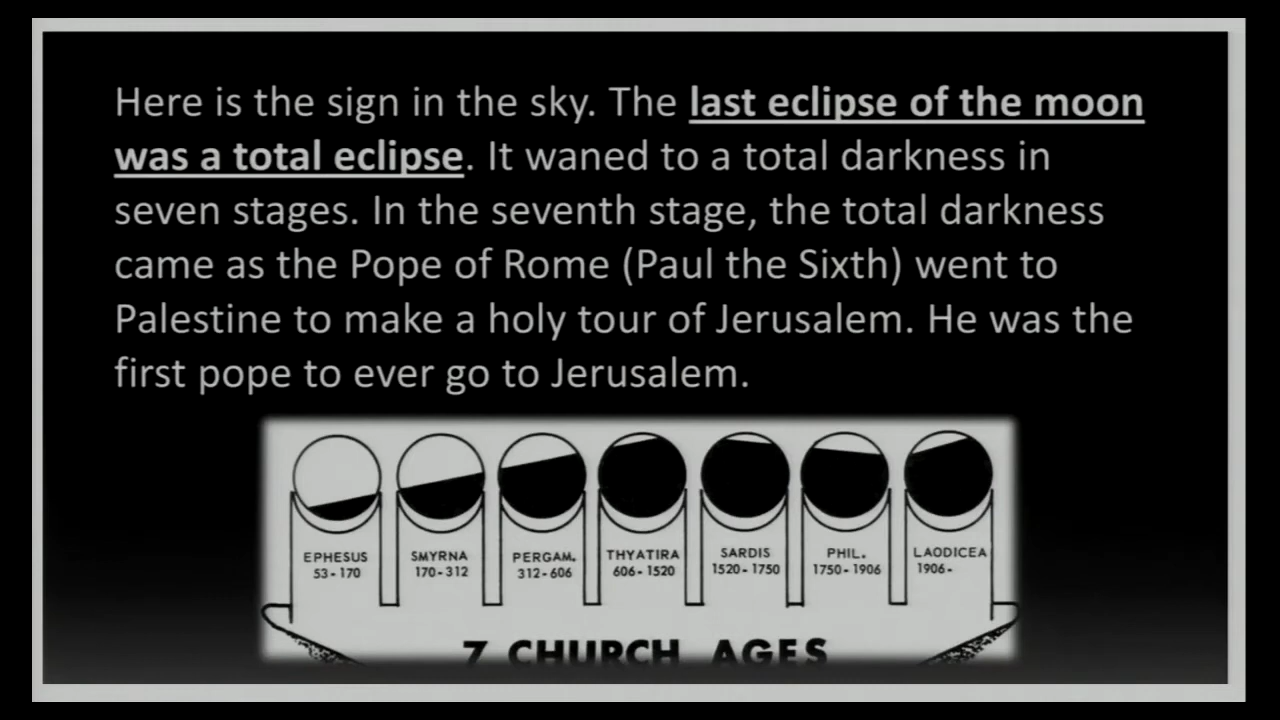 Here is the sign in the sky. The last eclipse of the moon
was a total eclipse. It waned to a total darkness in
seven stages. In the seventh stage, the total darkness
came as the Pope of Rome (Paul the Sixth) went to
Palestine to make a holy tour of Jerusalem. He was the
first pope to ever go to Jerusalem.
EPHESUS SMYRNA PERGAM. THYATIRA SARDIS PHIL. LAODICEA
53-170 170-312 312-606 606-1520 1520-1750 1750-1906 1906-
7 CHURCH AGES